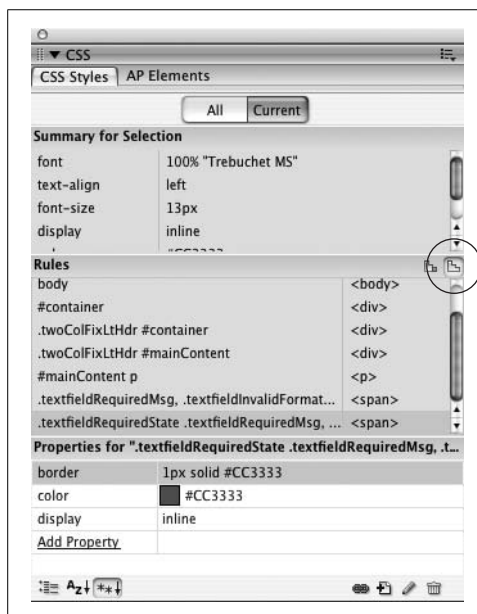 CSS
CSS Styles AP Elements
All Current
Summary for Selection
font 100% "Trebuchet MS"
text-align left
font-size 13px
display inline
#CC3333
Rules
body <body>
#container <div>
.twoColFixLtHdr #container <div>
.twoColFixLtHdr #mainContent <div>
#mainContent p <p>
.textfieldRequiredMsg, .textfieldInvalidFormat... <span>
.textfieldRequiredState .textfieldRequiredMsg, ... <span>
Properties for ".textfieldRequiredState .textfieldRequiredMsg, .t...
border 1px solid #CC3333
color #CC3333
display inline
Add Property
AZ